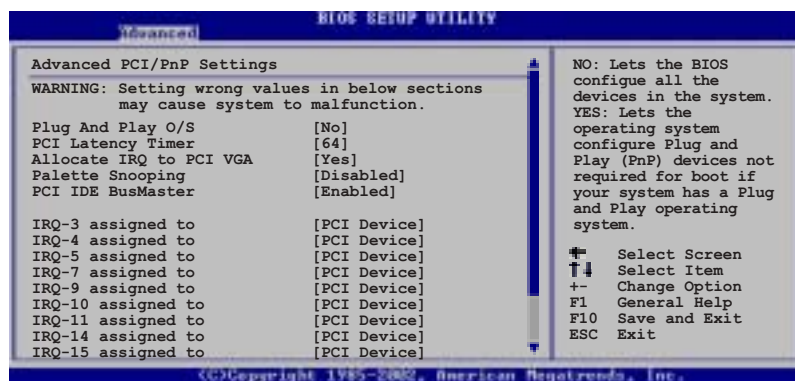 BIOS SETUP UTILITY
Advanced
Advanced PCI/PnP Settings
WARNING: Setting wrong values in below sections
may cause system to malfunction.
Plug And Play O/S [No]
PCI Latency Timer [64]
Allocate IRQ to PCI VGA [Yes]
Palette Snooping [Disabled]
PCI IDE BusMaster [Enabled]
IRQ-3 assigned to [PCI Device]
IRQ-4 assigned to [PCI Device]
IRQ-5 assigned to [PCI Device]
IRQ-7 assigned to [PCI Device]
IRQ-9 assigned to [PCI Device]
IRQ-10 assigned to [PCI Device]
IRQ-11 assigned to [PCI Device]
IRQ-14 assigned to [PCI Device]
IRQ-15 assigned to [PCI Device]
NO: Lets the BIOS
configue all the
devices in the system.
YES: Lets the
operating system
configure Plug and
Play (PnP) devices not
required for boot if
your system has a Plug
and Play operating
system.
Select Screen
Select Item
+- Change Option
F1 General Help
F10 Save and Exit
ESC Exit
(C)Copyright 1985-2002, American Megatrends, Inc.